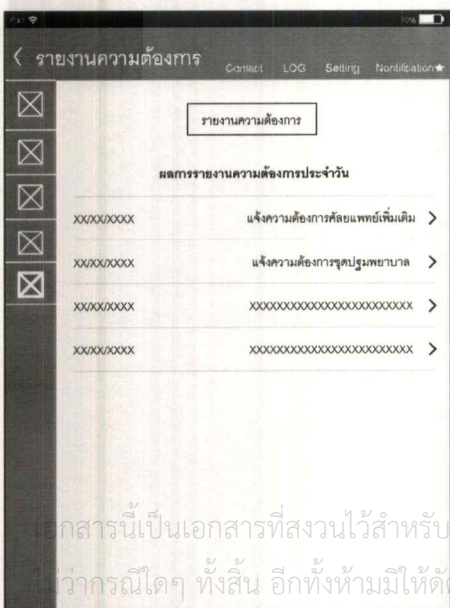 70%
< รายงานความต้องการ Contact LOG Setting Nontifcation★
รายงานความต้องการ
ผลการรายงานความต้องการประจำวัน
XX/XX/XXXX แจ้งความต้องการศัลยแพทย์เพิ่มเติม >
XX/XX/XXXX แจ้งความต้องการชุดปฐมพยาบาล >
XX/XX/XXXX XXXXXXXXXXXXXXXXXXXXXXXXX >
XX/XX/XXXX XXXXXXXXXXXXXXXXXXXXXXXXX >
เอกสารนี้เป็นเอกสารที่สงวนไว้สำหรับ
ไม่ว่ากรณีใดๆ ทั้งสิ้น อีกทั้งห้ามมิให้ดั